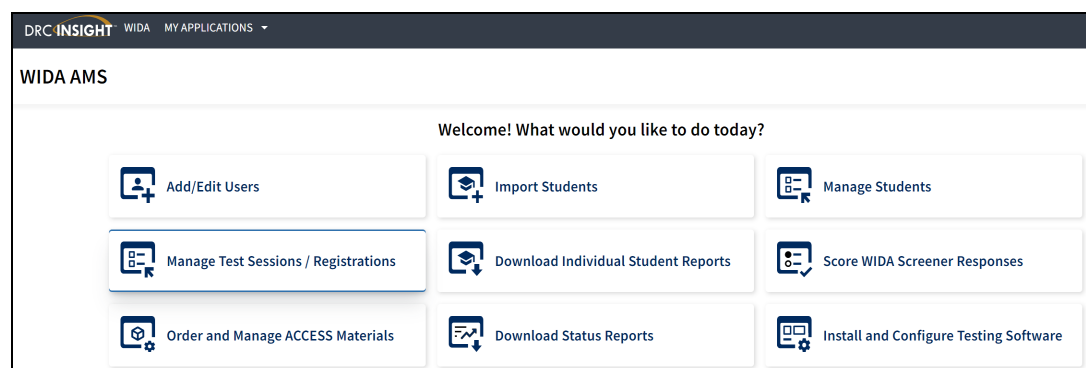 DRC INSIGHT WIDA MY APPLICATIONS
WIDA AMS
Welcome! What would you like to do today?
Add/Edit Users Import Students Manage Students
Manage Test Sessions / Registrations Download Individual Student Reports Score WIDA Screener Responses
Order and Manage ACCESS Materials Download Status Reports Install and Configure Testing Software